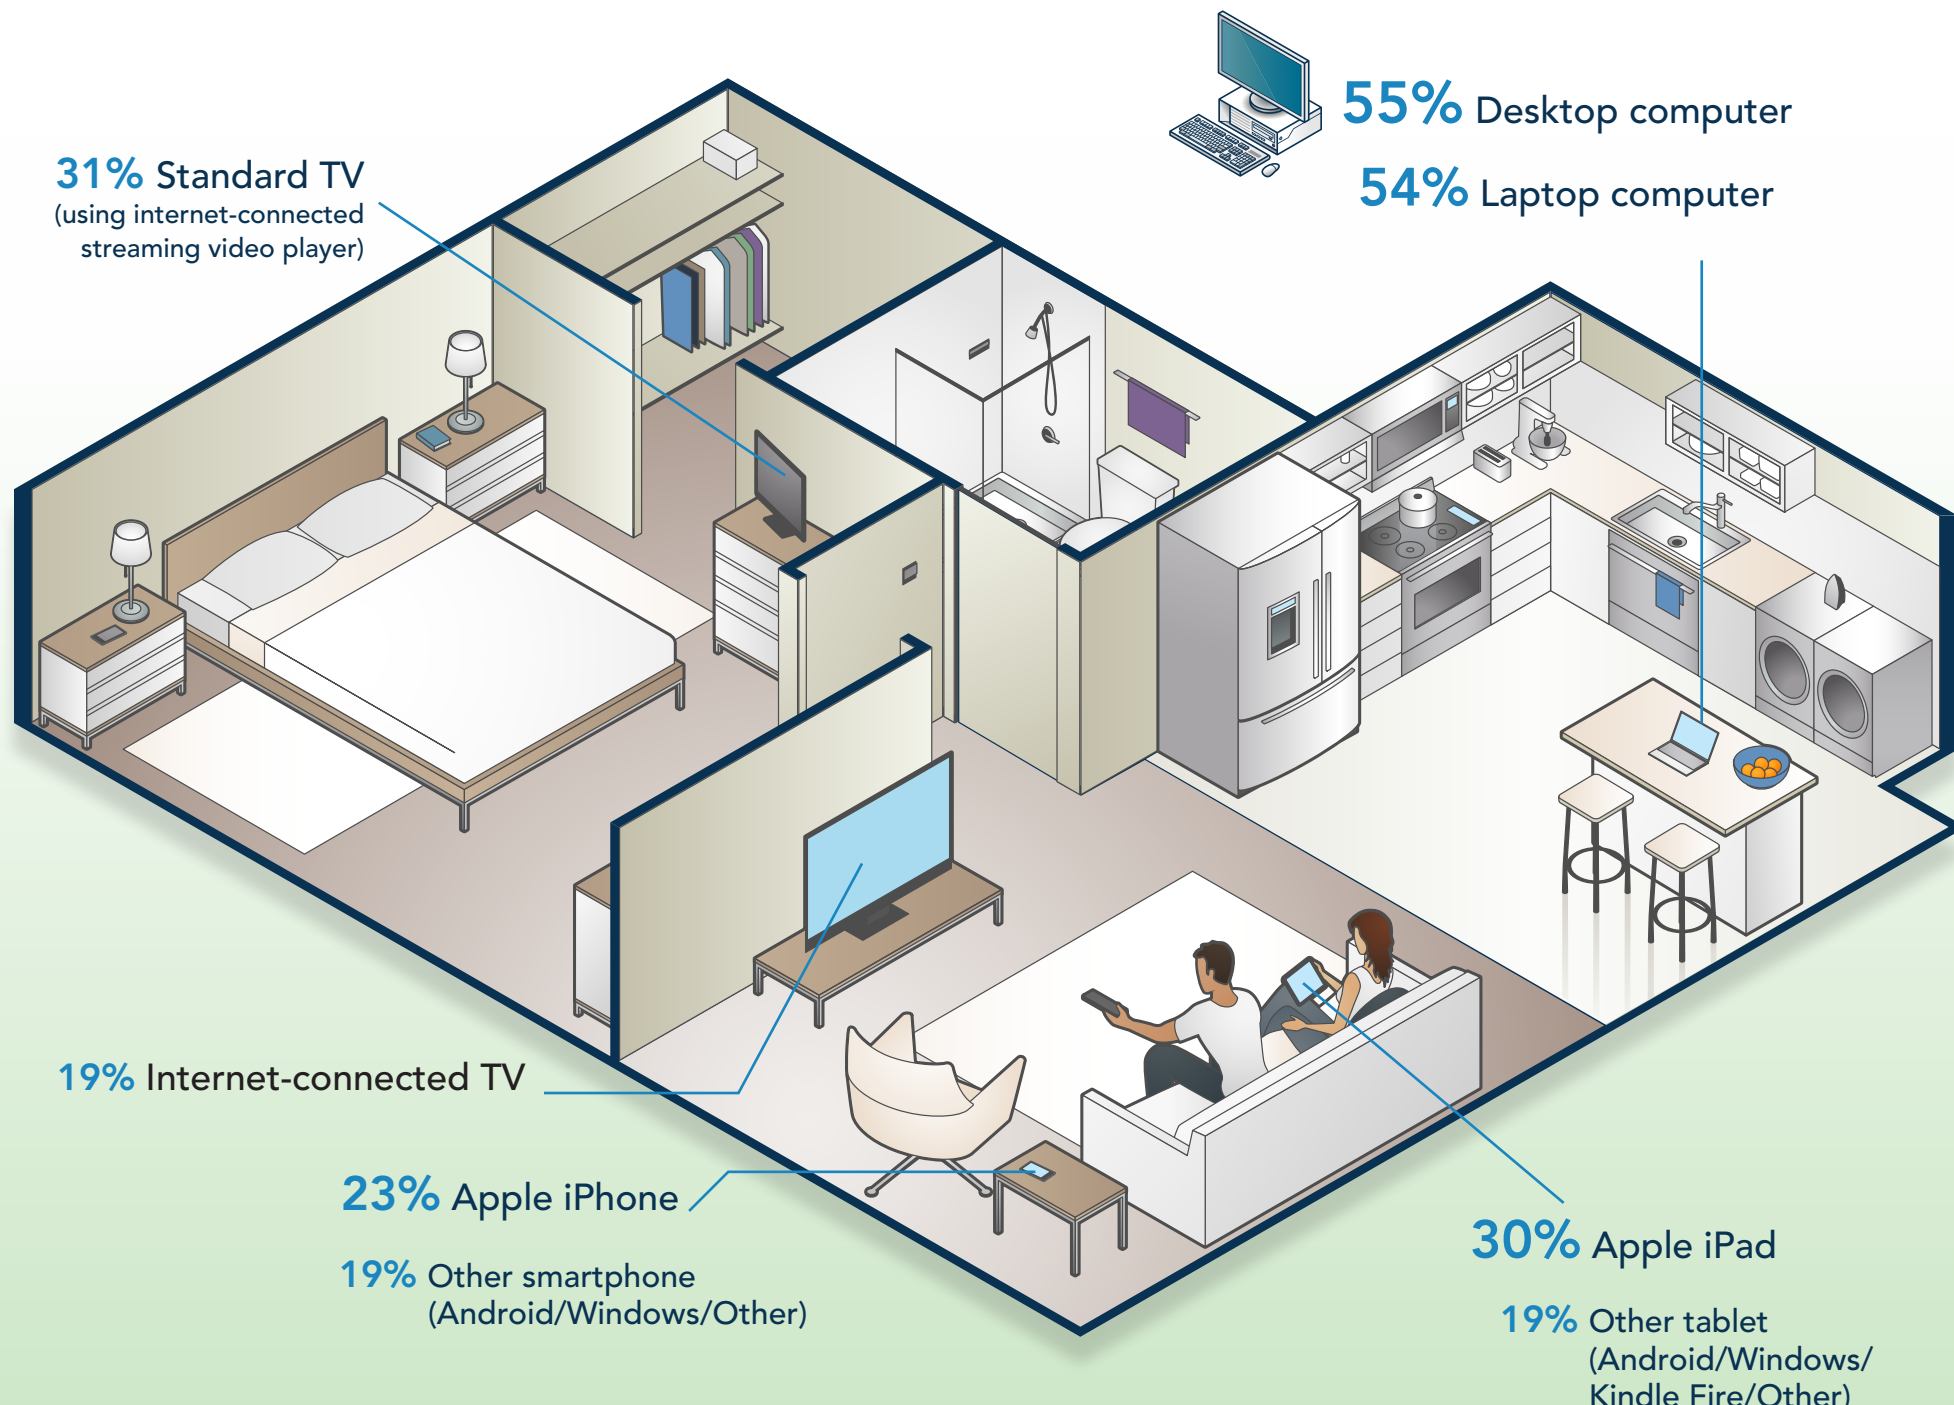 55% Desktop computer
54% Laptop computer
31% Standard TV
(using internet-connected
streaming video player)
19% Internet-connected TV
23% Apple iPhone
19% Other smartphone
(Android/Windows/Other)
30% Apple iPad
19% Other tablet
(Android/Windows/
Kindle Fire/Other)